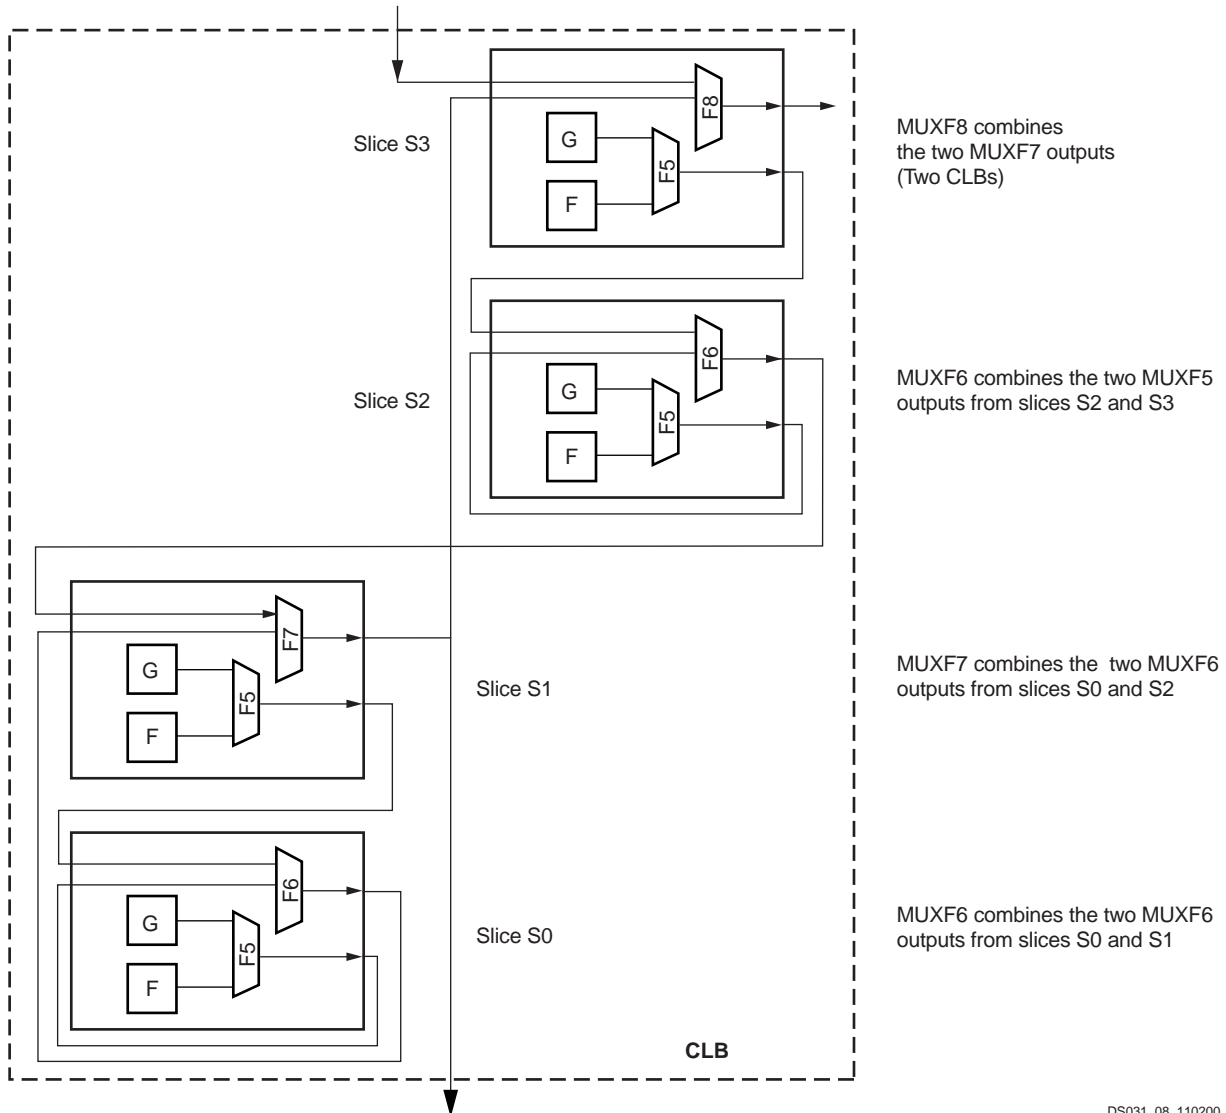 Slice S3
F8
G
F5
F
MUXF8 combines
the two MUXF7 outputs
(Two CLBs)
Slice S2
F6
G
F5
F
MUXF6 combines the two MUXF5
outputs from slices S2 and S3
F7
G
F5
F
Slice S1
MUXF7 combines the two MUXF6
outputs from slices S0 and S2
F6
G
F5
F
Slice S0
MUXF6 combines the two MUXF6
outputs from slices S0 and S1
CLB
DS031_08_110200